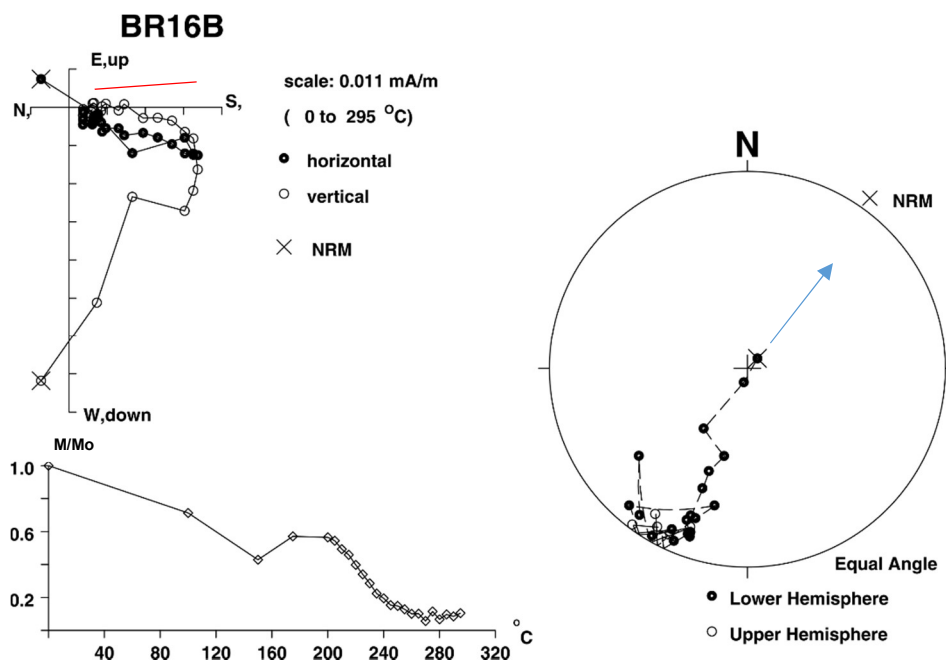 BR16B
E,up
N,
S,
W,down
scale: 0.011 mA/m
( 0 to 295 °C)
horizontal
vertical
NRM
M/Mo
1.0
0.6
0.2
40 80 120 160 200 240 280 320
°C
N
NRM
Equal Angle
Lower Hemisphere
Upper Hemisphere